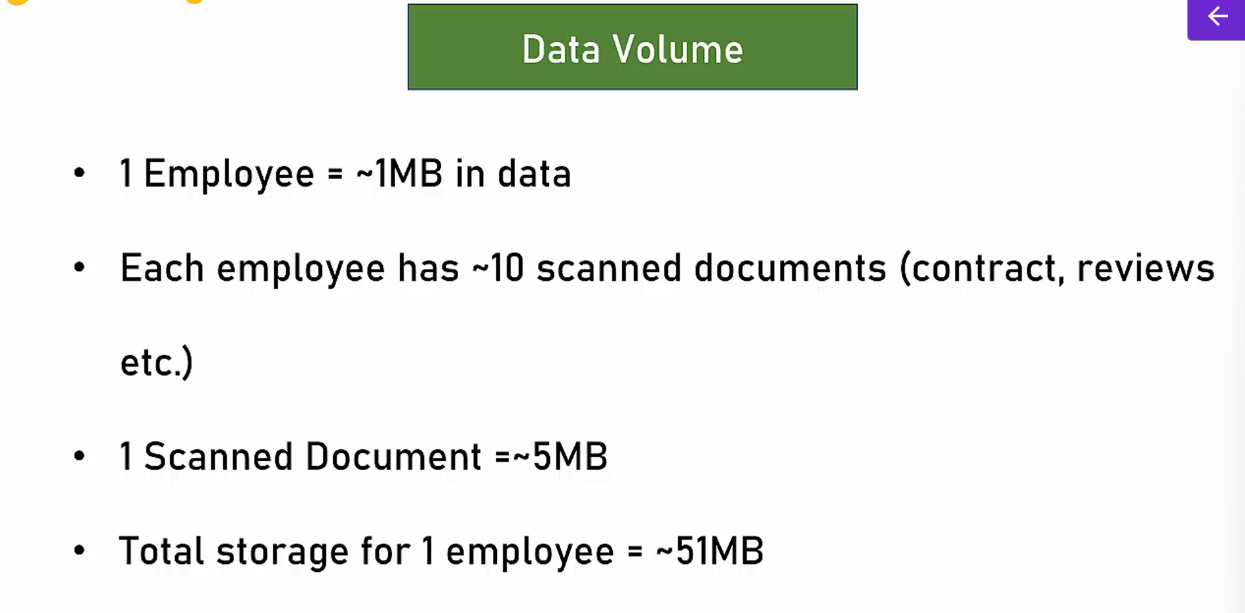 Data Volume
• 1 Employee = ~1MB in data
• Each employee has ~10 scanned documents (contract, reviews
etc.)
• 1 Scanned Document =~5MB
• Total storage for 1 employee = ~51MB